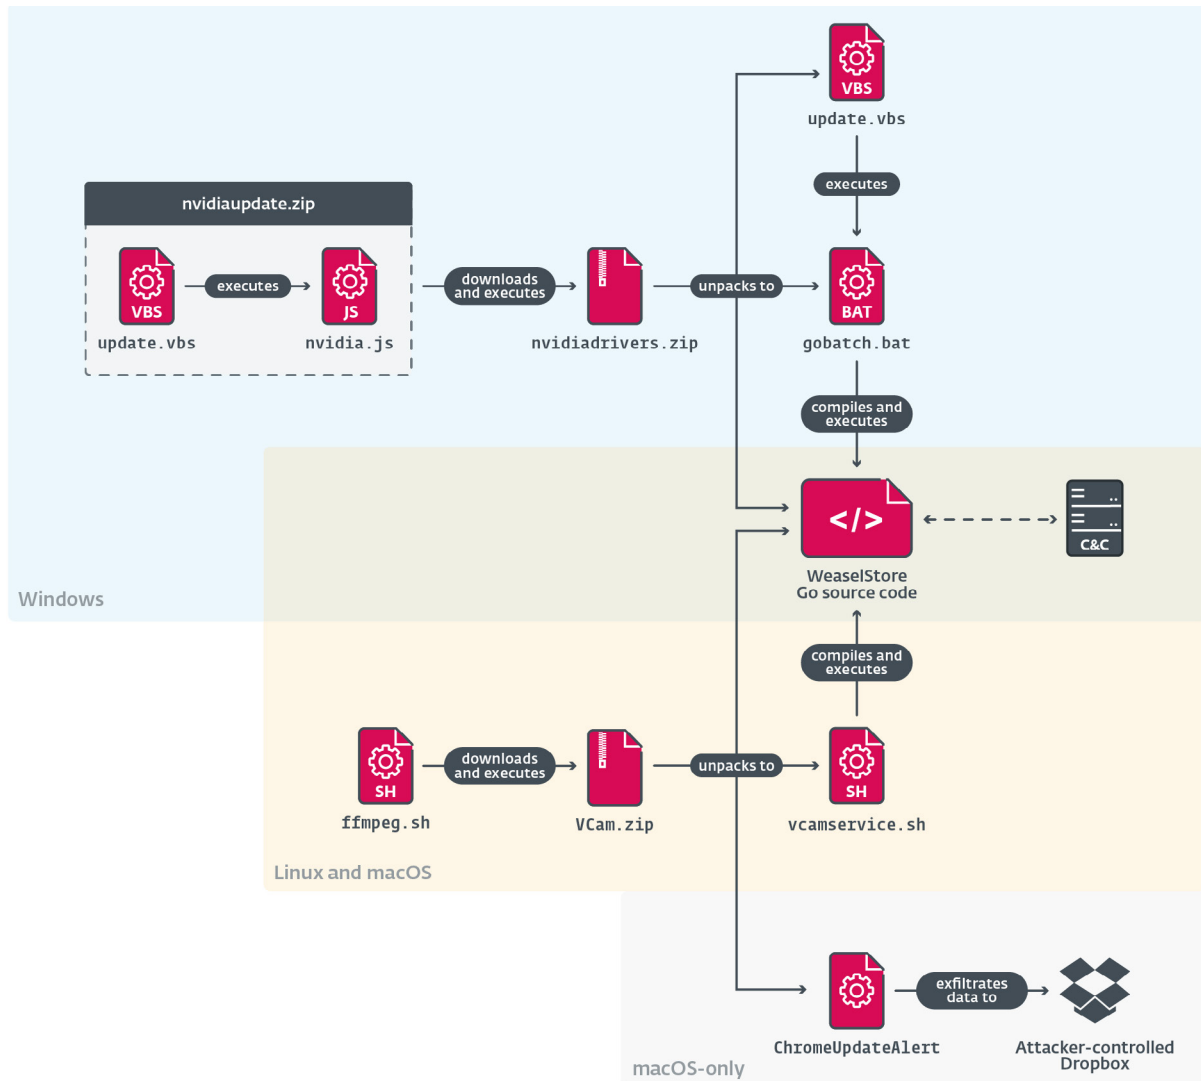 VBS
update.vbs
executes
nvidiaupdate.zip
VBS
update.vbs
executes
JS
nvidia.js
downloads
and executes
nvidiadrivers.zip
unpacks to
BAT
gobatch.bat
compiles and
executes
</>
WeaselStore
Go source code
C&C
Windows
compiles and
executes
SH
ffmpeg.sh
downloads
and executes
VCam.zip
unpacks to
SH
vcamservice.sh
Linux and macOS
ChromeUpdateAlert
exfiltrates
data to
Attacker-controlled
Dropbox
macOS-only